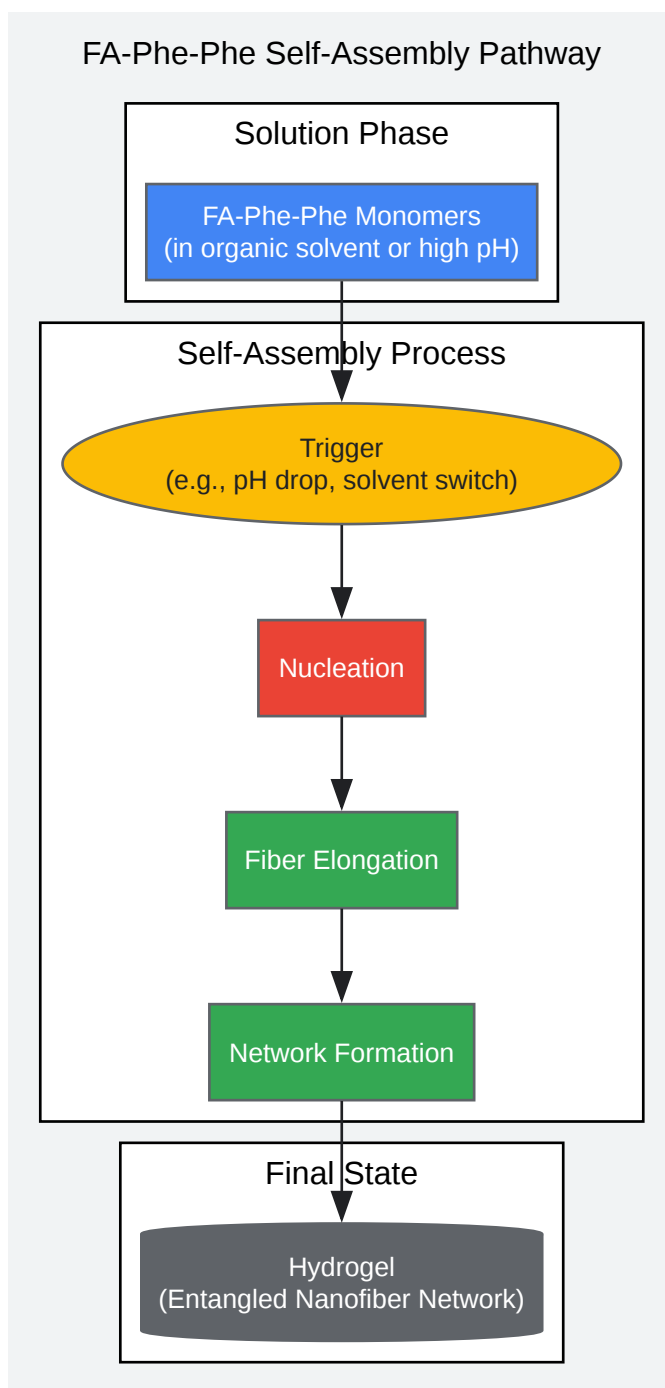 FA-Phe-Phe Self-Assembly Pathway
Solution Phase
FA-Phe-Phe Monomers
(in organic solvent or high pH)
Self-Assembly Process
Trigger
(e.g., pH drop, solvent switch)
Nucleation
Fiber Elongation
Network Formation
Final State
Hydrogel
(Entangled Nanofiber Network)